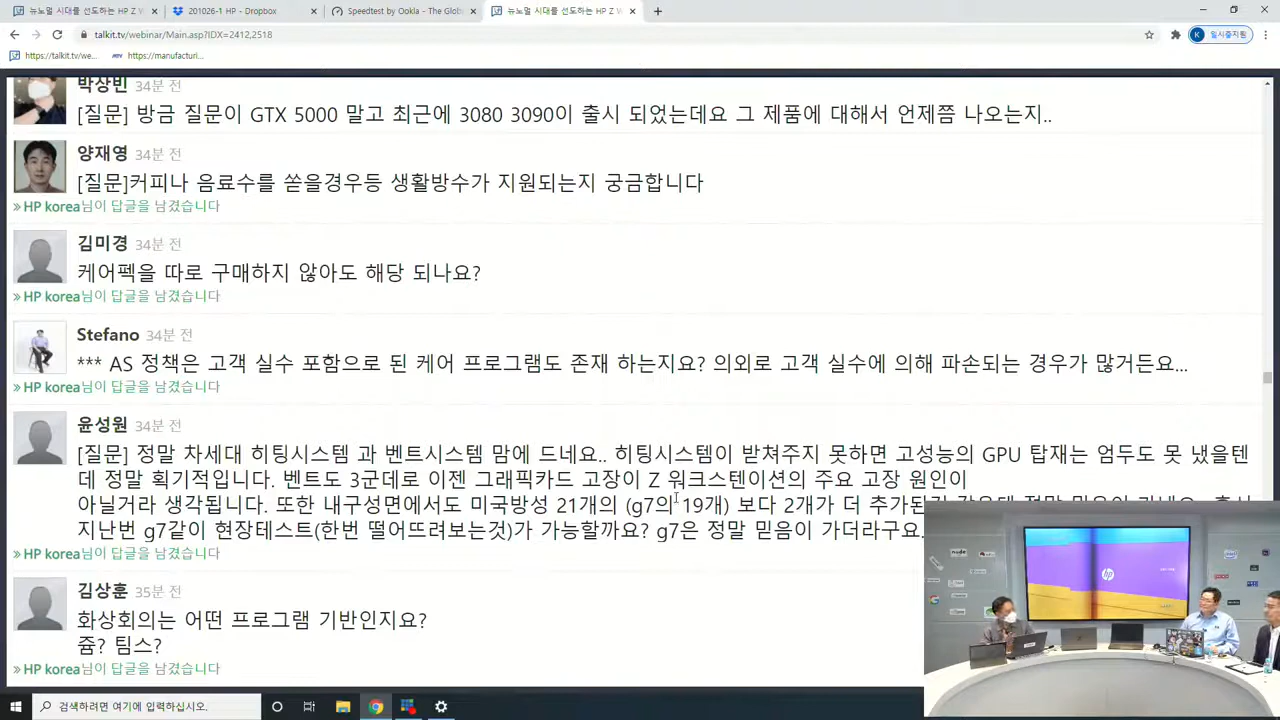 뉴노멀 시대를 선도하는 HP Z W
201026-1 HP - Dropbox
Speedtest by Ookla - The Glob
뉴노멀 시대를 선도하는 HP Z W
talkit.tv/webinar/Main.asp?IDX=2412,2518
K 일시중지됨
https://talkit.tv/we...
https://manufacturi...
박상빈 34분 전
[질문] 방금 질문이 GTX 5000 말고 최근에 3080 3090이 출시 되었는데요 그 제품에 대해서 언제쯤 나오는지..
양재영 34분 전
[질문]커피나 음료수를 쏟을경우등 생활방수가 지원되는지 궁금합니다
» HP korea님이 답글을 남겼습니다
김미경 34분 전
케어펙을 따로 구매하지 않아도 해당 되나요?
» HP korea님이 답글을 남겼습니다
Stefano 34분 전
*** AS 정책은 고객 실수 포함으로 된 케어 프로그램도 존재 하는지요? 의외로 고객 실수에 의해 파손되는 경우가 많거든요...
» HP korea님이 답글을 남겼습니다
윤성원 34분 전
[질문] 정말 차세대 히팅시스템 과 벤트시스템 맘에 드네요.. 히팅시스템이 받쳐주지 못하면 고성능의 GPU 탑재는 엄두도 못 냈을텐
데 정말 획기적입니다. 벤트도 3군데로 이젠 그래픽카드 고장이 Z 워크스텐이션의 주요 고장 원인이
아닐거라 생각됩니다. 또한 내구성면에서도 미국방성 21개의 (g7의 19개) 보다 2개가 더 추가된
지난번 g7같이 현장테스트(한번 떨어뜨려보는것)가 가능할까요? g7은 정말 믿음이 가더라구요.
» HP korea님이 답글을 남겼습니다
김상훈 35분 전
화상회의는 어떤 프로그램 기반인지요?
줌? 팀스?
» HP korea님이 답글을 남겼습니다
hp
검색하려면 여기에 입력하십시오.